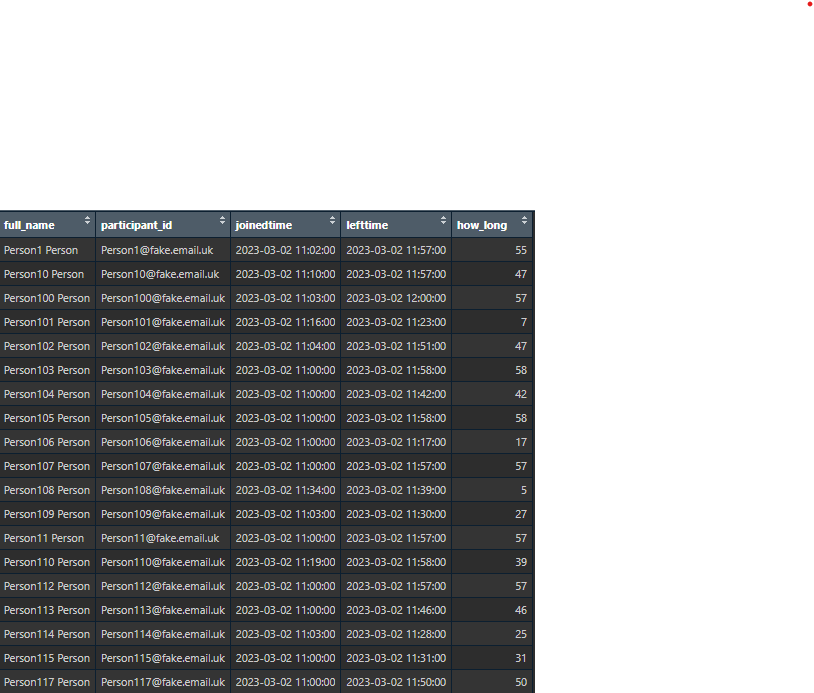 full_name participant_id joinedtime lefttime how_long
Person1 Person Person1@fake.email.uk 2023-03-02 11:02:00 2023-03-02 11:57:00 55
Person10 Person Person10@fake.email.uk 2023-03-02 11:10:00 2023-03-02 11:57:00 47
Person100 Person Person100@fake.email.uk 2023-03-02 11:03:00 2023-03-02 12:00:00 57
Person101 Person Person101@fake.email.uk 2023-03-02 11:16:00 2023-03-02 11:23:00 7
Person102 Person Person102@fake.email.uk 2023-03-02 11:04:00 2023-03-02 11:51:00 47
Person103 Person Person103@fake.email.uk 2023-03-02 11:00:00 2023-03-02 11:58:00 58
Person104 Person Person104@fake.email.uk 2023-03-02 11:00:00 2023-03-02 11:42:00 42
Person105 Person Person105@fake.email.uk 2023-03-02 11:00:00 2023-03-02 11:58:00 58
Person106 Person Person106@fake.email.uk 2023-03-02 11:00:00 2023-03-02 11:17:00 17
Person107 Person Person107@fake.email.uk 2023-03-02 11:00:00 2023-03-02 11:57:00 57
Person108 Person Person108@fake.email.uk 2023-03-02 11:34:00 2023-03-02 11:39:00 5
Person109 Person Person109@fake.email.uk 2023-03-02 11:03:00 2023-03-02 11:30:00 27
Person11 Person Person11@fake.email.uk 2023-03-02 11:00:00 2023-03-02 11:57:00 57
Person110 Person Person110@fake.email.uk 2023-03-02 11:19:00 2023-03-02 11:58:00 39
Person112 Person Person112@fake.email.uk 2023-03-02 11:00:00 2023-03-02 11:57:00 57
Person113 Person Person113@fake.email.uk 2023-03-02 11:00:00 2023-03-02 11:46:00 46
Person114 Person Person114@fake.email.uk 2023-03-02 11:03:00 2023-03-02 11:28:00 25
Person115 Person Person115@fake.email.uk 2023-03-02 11:00:00 2023-03-02 11:31:00 31
Person117 Person Person117@fake.email.uk 2023-03-02 11:00:00 2023-03-02 11:50:00 50